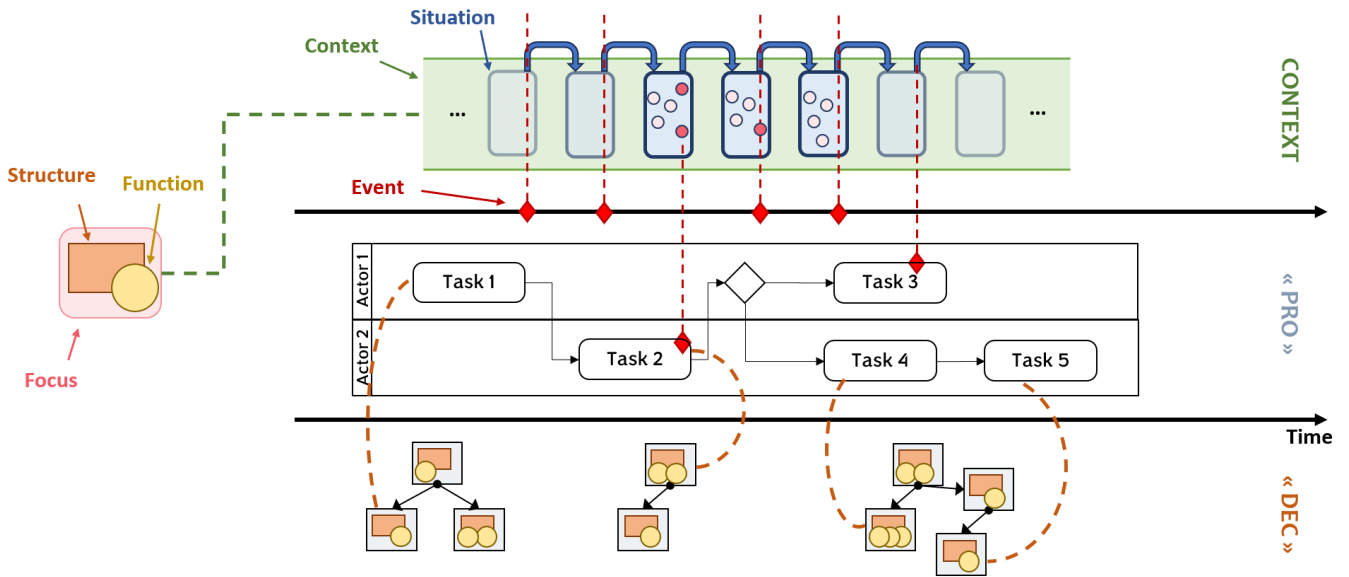 Situation
Context
...
...
CONTEXT
Structure
Function
Event
Focus
Actor 1
Task 1
Task 3
« PRO »
Actor 2
Task 2
Task 4
Task 5
Time
« DEC »